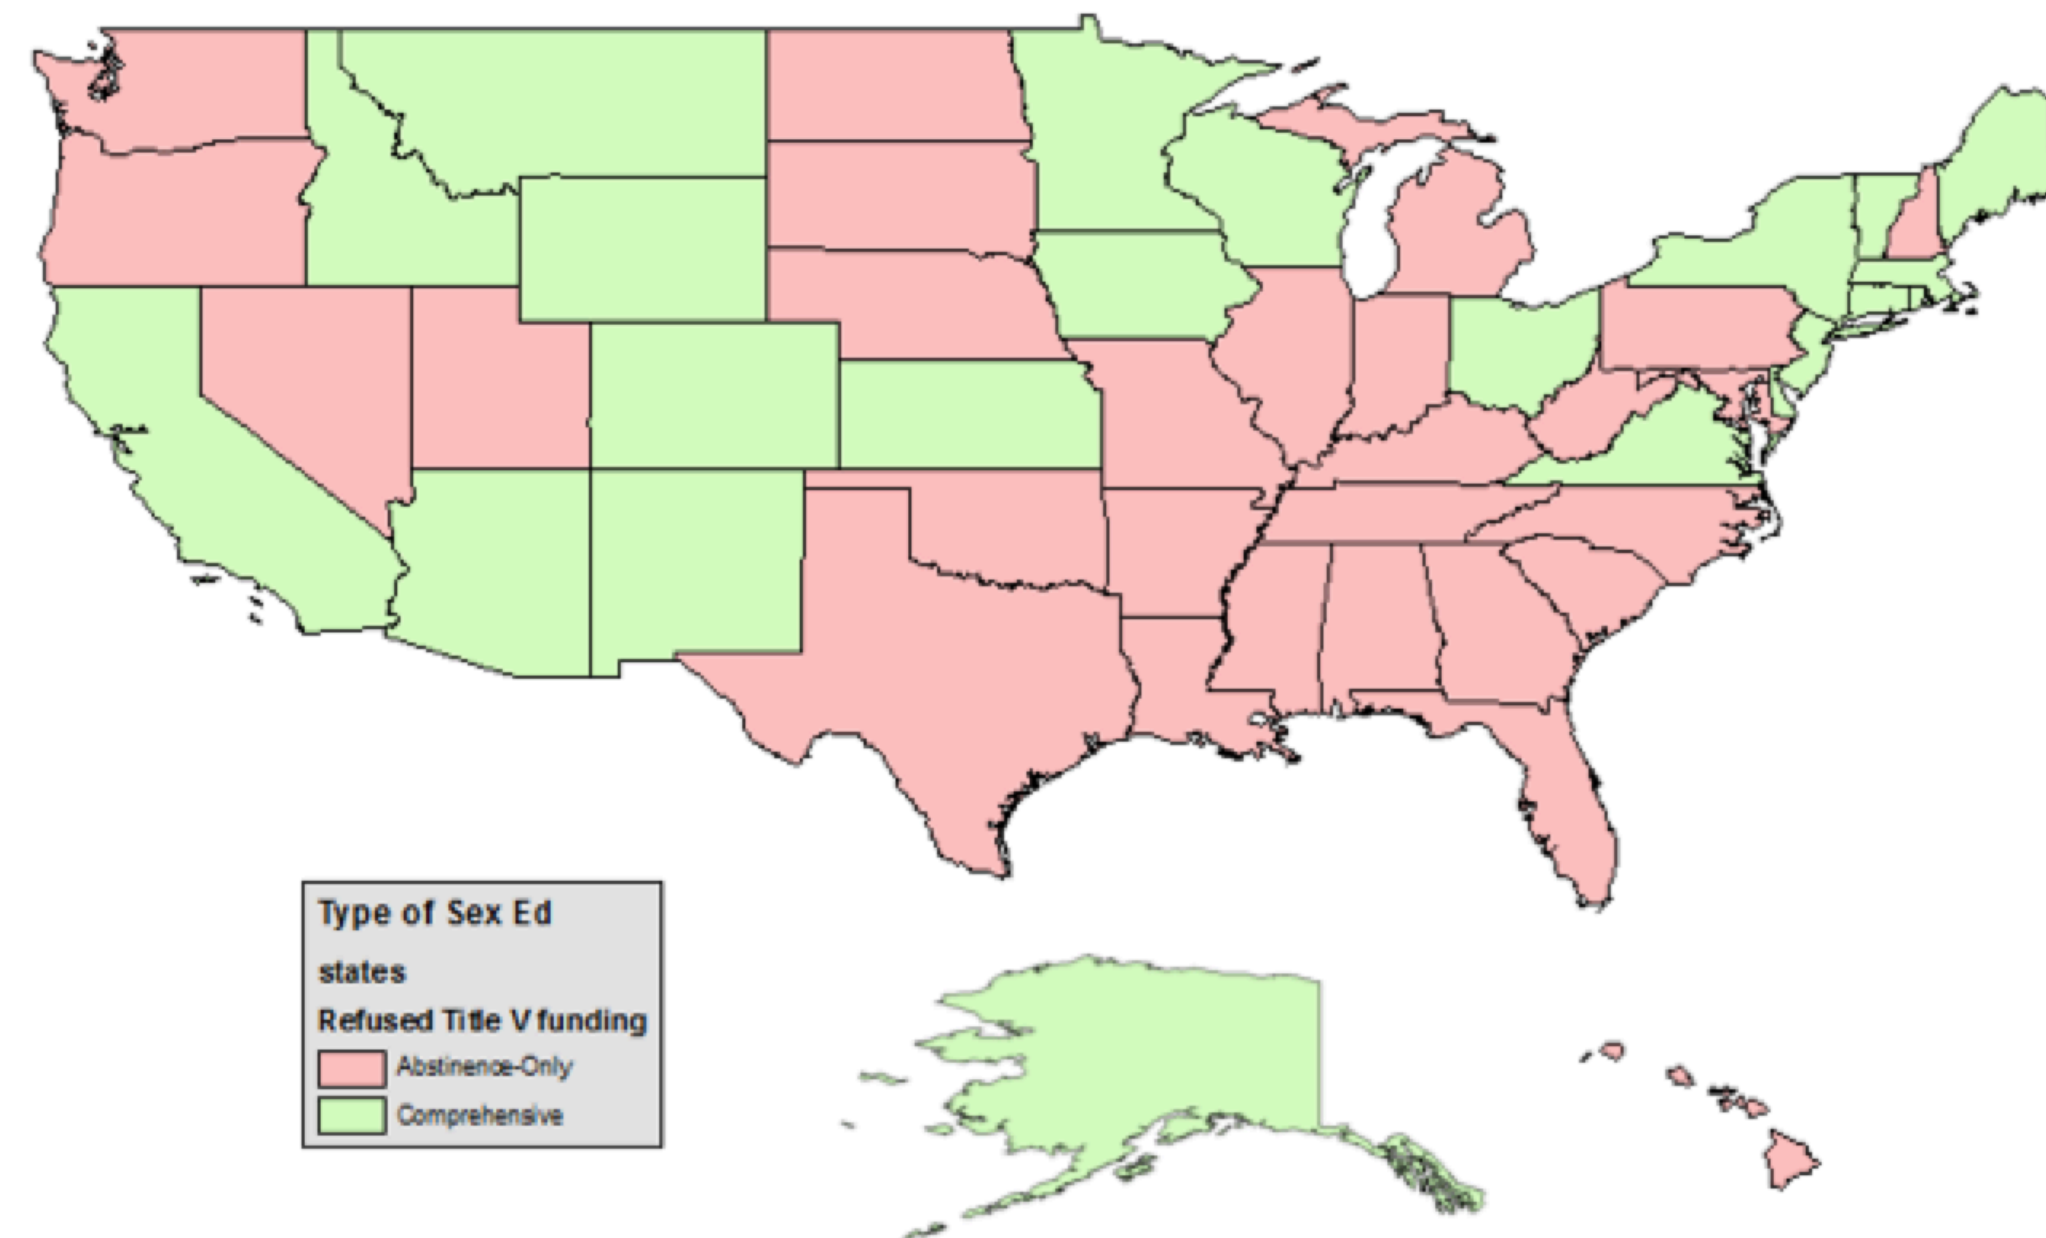 Type of Sex Ed
states
Refused Title V funding
Abstinence-Only
Comprehensive